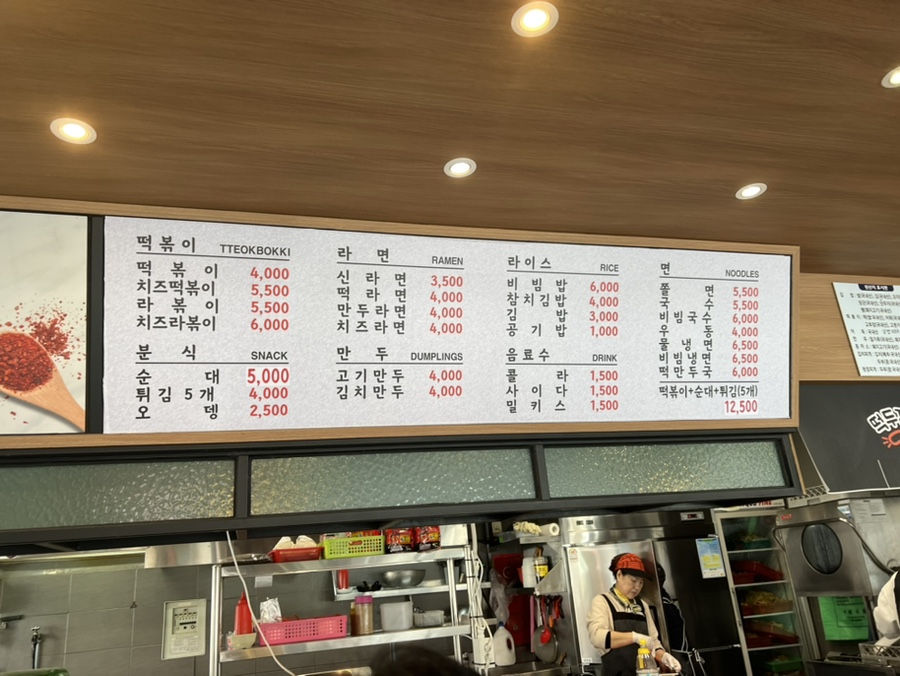 떡볶이 TTEOKBOKKI
떡볶이 4,000
치즈떡볶이 5,500
라볶이 5,500
치즈라볶이 6,000
분식 SNACK
순대 5,000
튀김5개 4,000
오뎅 2,500
라면 RAMEN
신라면 3,500
떡라면 4,000
만두라면 4,000
치즈라면 4,000
만두 DUMPLINGS
고기만두 4,000
김치만두 4,000
라이스 RICE
비빔밥 6,000
참치김밥 4,000
김밥 3,000
공기밥 1,000
음료수 DRINK
콜라 1,500
사이다 1,500
밀키스 1,500
면 NOODLES
쫄면 5,500
국수 5,500
비빔국수 6,000
우동 4,000
물냉면 6,500
비빔냉면 6,500
떡만두국 6,000
떡볶이+순대+튀김(5개)
12,500